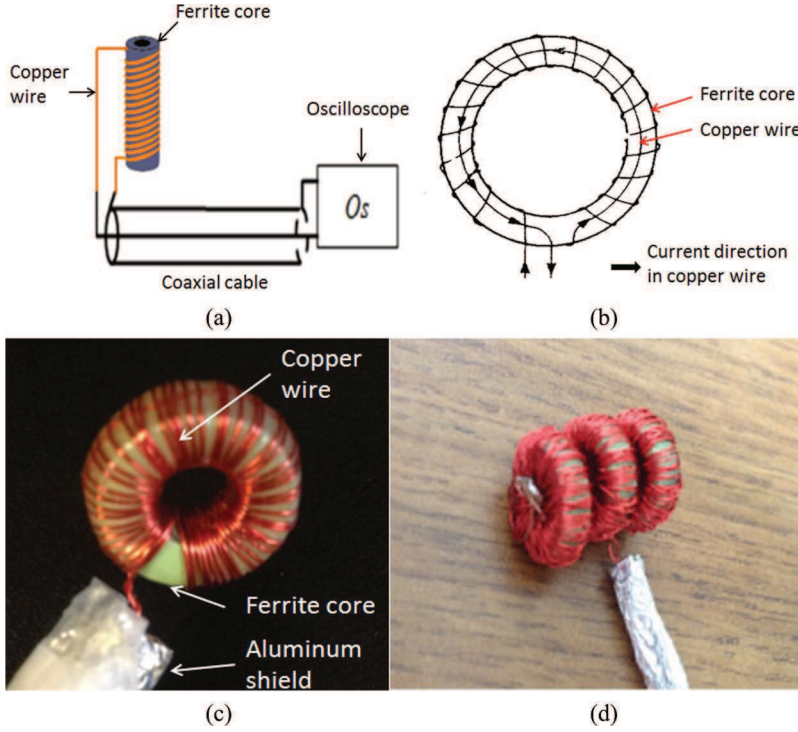 Ferrite core
Copper
wire
Oscilloscope
Os
Coaxial cable
(a)
Ferrite core
Copper wire
Current direction
in copper wire
(b)
Copper
wire
Ferrite core
Aluminum
shield
(c)
(d)